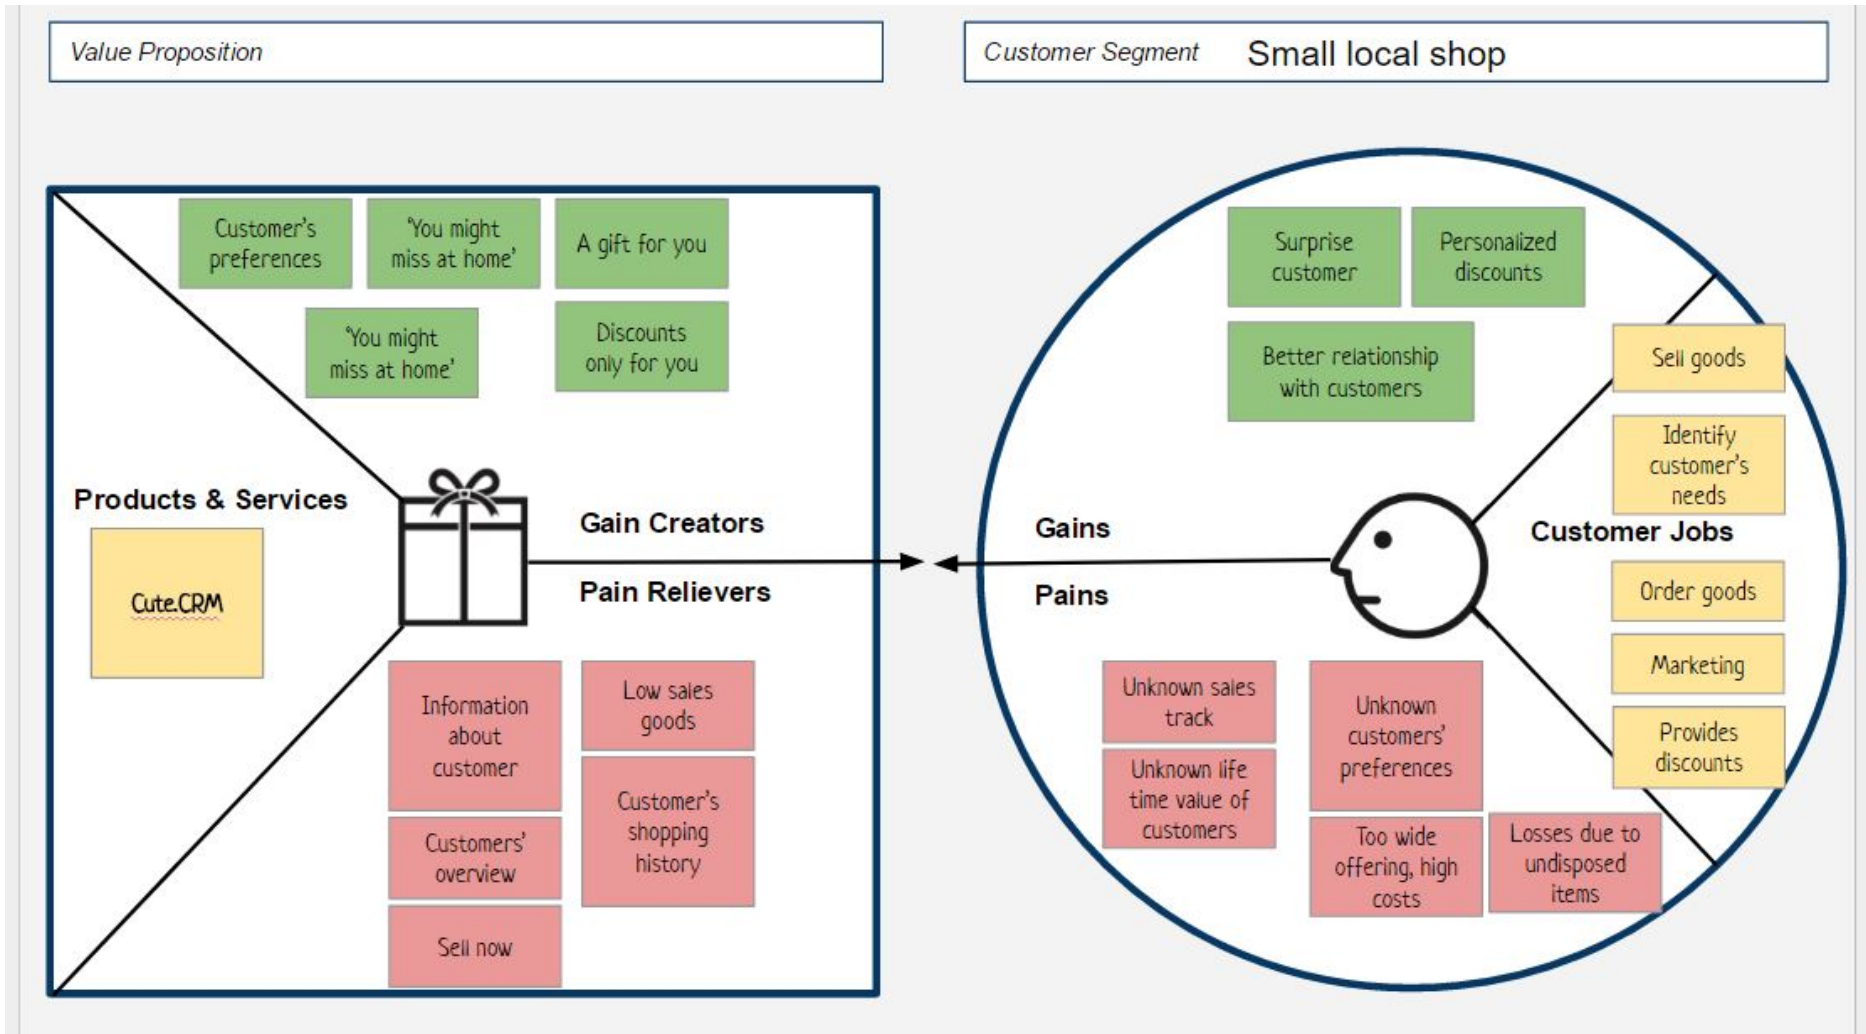 Value Proposition
Customer Segment Small local shop
Customer's
preferences
'You might
miss at home'
A gift for you
'You might
miss at home'
Discounts
only for you
Products & Services
Cute.CRM
Gain Creators
Pain Relievers
Information
about
customer
Low sales
goods
Customers'
overview
Customer's
shopping
history
Sell now
Surprise
customer
Personalized
discounts
Better relationship
with customers
Gains
Pains
Sell goods
Identify
customer's
needs
Customer Jobs
Order goods
Marketing
Provides
discounts
Unknown sales
track
Unknown life
time value of
customers
Unknown
customers'
preferences
Too wide
offering, high
costs
Losses due to
undisposed
items